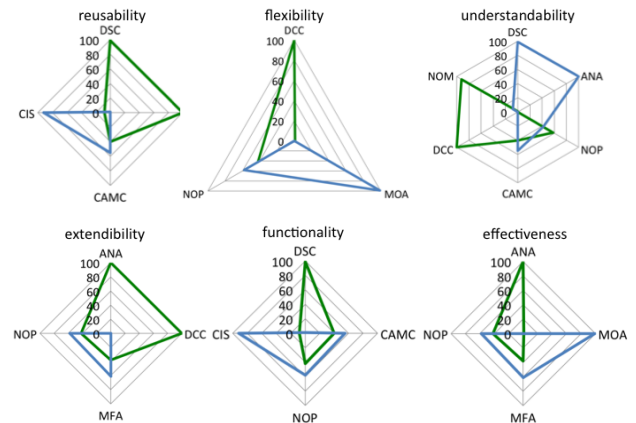 reusability
DSC
100
80
60
40
20
0
CIS
CAMC
flexibility
DCC
100
80
60
40
20
0
NOP
MOA
understandability
DSC
100
80
60
40
20
0
NOM
ANA
DCC
NOP
CAMC
extendibility
ANA
100
80
60
40
20
0
NOP
DCC
MFA
functionality
DSC
100
80
60
40
20
0
CIS
CAMC
NOP
effectiveness
ANA
100
80
60
40
20
0
NOP
MOA
MFA